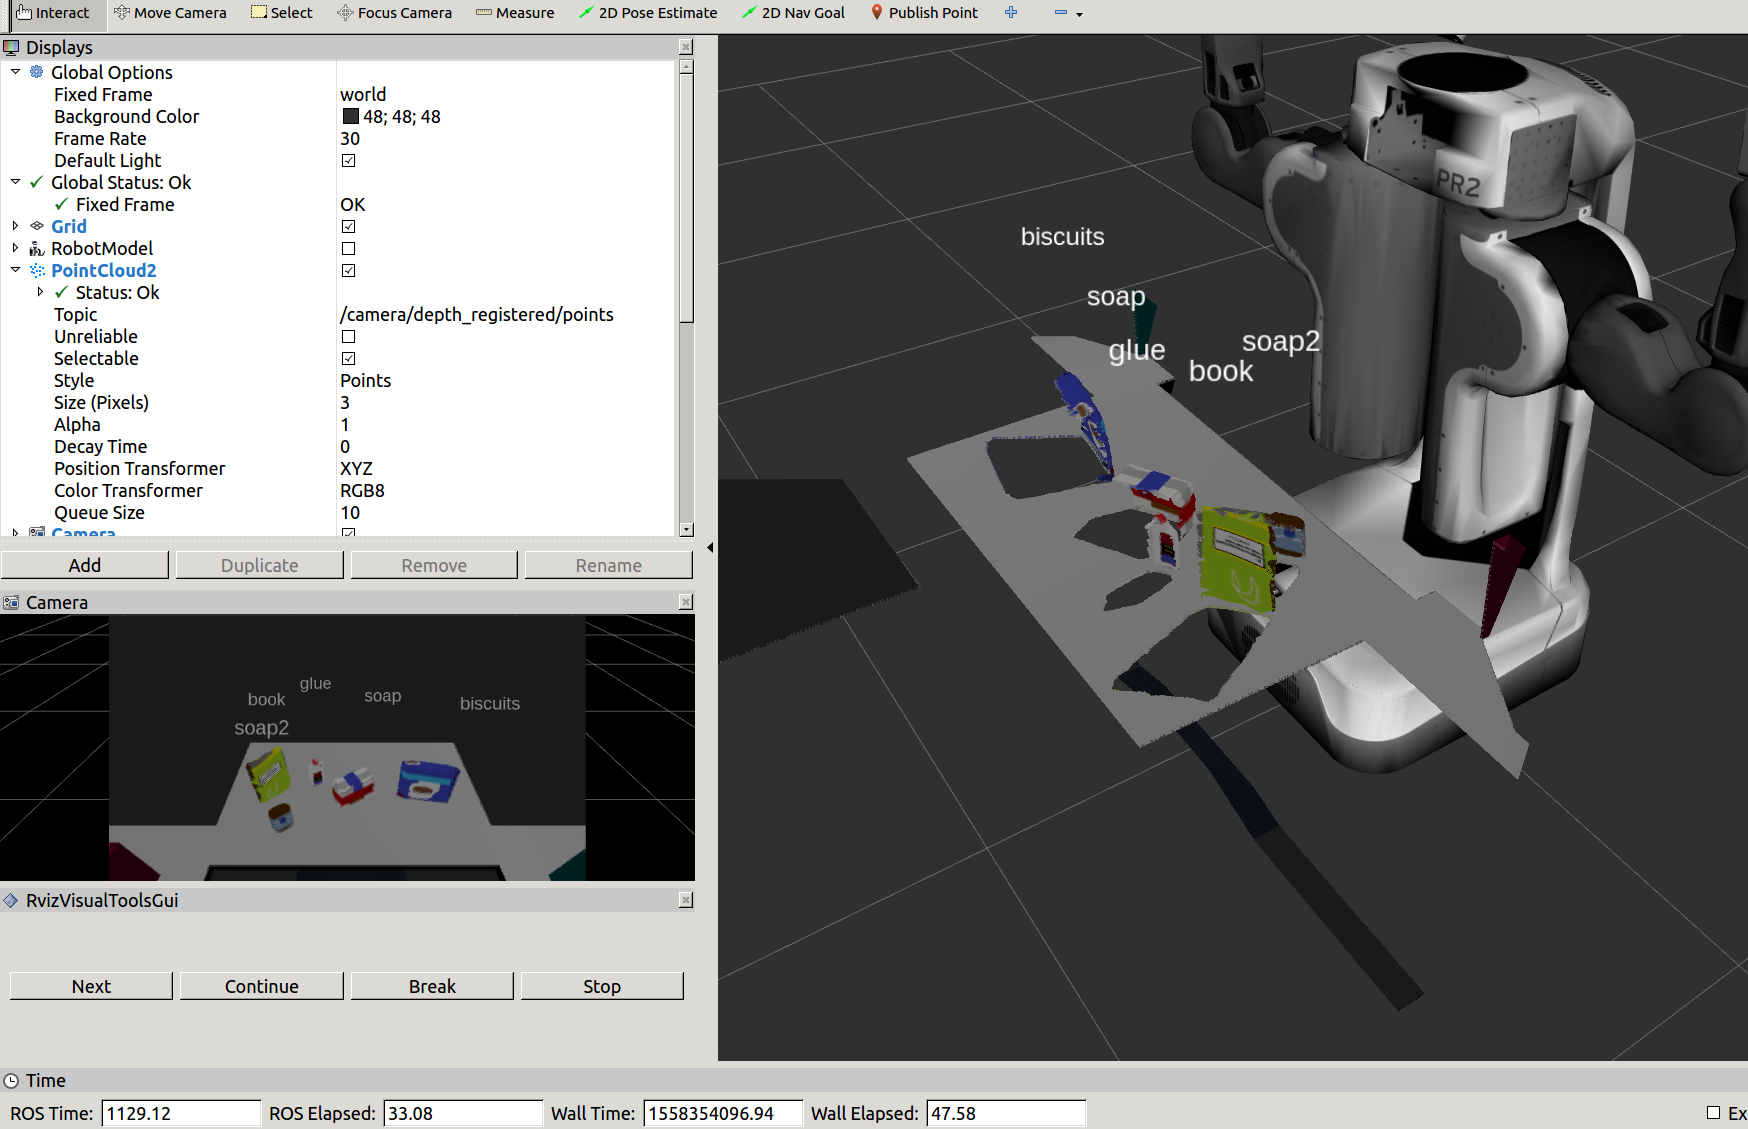 Interact Move Camera Select Focus Camera Measure 2D Pose Estimate 2D Nav Goal Publish Point
Displays
Global Options
Fixed Frame world
Background Color 48; 48; 48
Frame Rate 30
Default Light
Global Status: Ok
Fixed Frame OK
Grid
RobotModel
PointCloud2
Status: Ok
Topic /camera/depth_registered/points
Unreliable
Selectable
Style Points
Size (Pixels) 3
Alpha 1
Decay Time 0
Position Transformer XYZ
Color Transformer RGB8
Queue Size 10
Camera
Add Duplicate Remove Rename
Camera
glue
book soap biscuits
soap2
RvizVisualToolsGui
Next Continue Break Stop
PR2
biscuits
soap
soap2
glue
book
Time
ROS Time: 1129.12 ROS Elapsed: 33.08 Wall Time: 1558354096.94 Wall Elapsed: 47.58 Ex